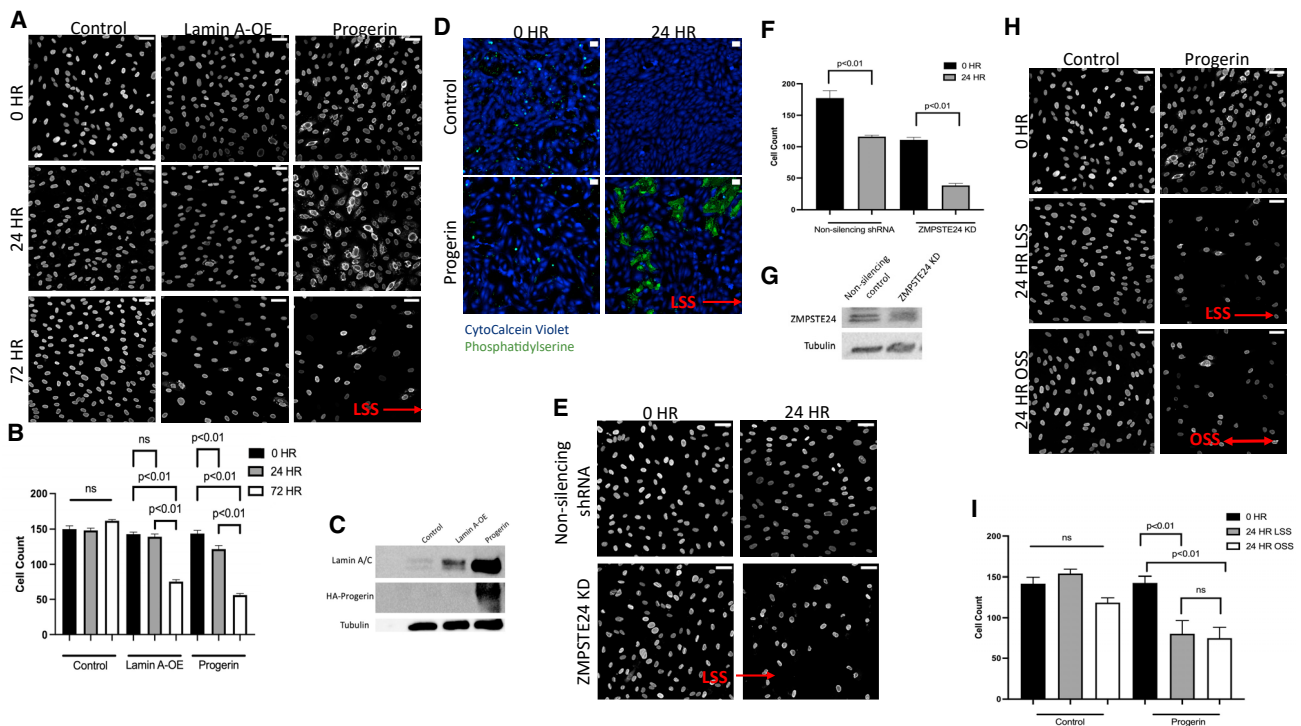 A
Control Lamin A-OE Progerin
0 HR
24 HR
72 HR
LSS
B
ns
ns
p<0.01
p<0.01
p<0.01
p<0.01
p<0.01
p<0.01
0 HR
24 HR
72 HR
Cell Count
200
150
100
50
0
Control Lamin A-OE Progerin
C
Control Lamin A-OE Progerin
Lamin A/C
HA-Progerin
Tubulin
D
0 HR 24 HR
Control
Progerin
LSS
CytoCalcein Violet
Phosphatidylserine
E
0 HR 24 HR
Non-silencing
shRNA
ZMPSTE24 KD
LSS
F
0 HR
24 HR
p<0.01
p<0.01
Cell Count
200
150
100
50
0
Non-silencing shRNA ZMPSTE24 KD
G
Non-silencing
control
ZMPSTE24 KD
ZMPSTE24
Tubulin
H
Control Progerin
0 HR
24 HR LSS
24 HR OSS
LSS
OSS
I
0 HR
24 HR LSS
24 HR OSS
ns
p<0.01
p<0.01
ns
Cell Count
200
150
100
50
0
Control Progerin